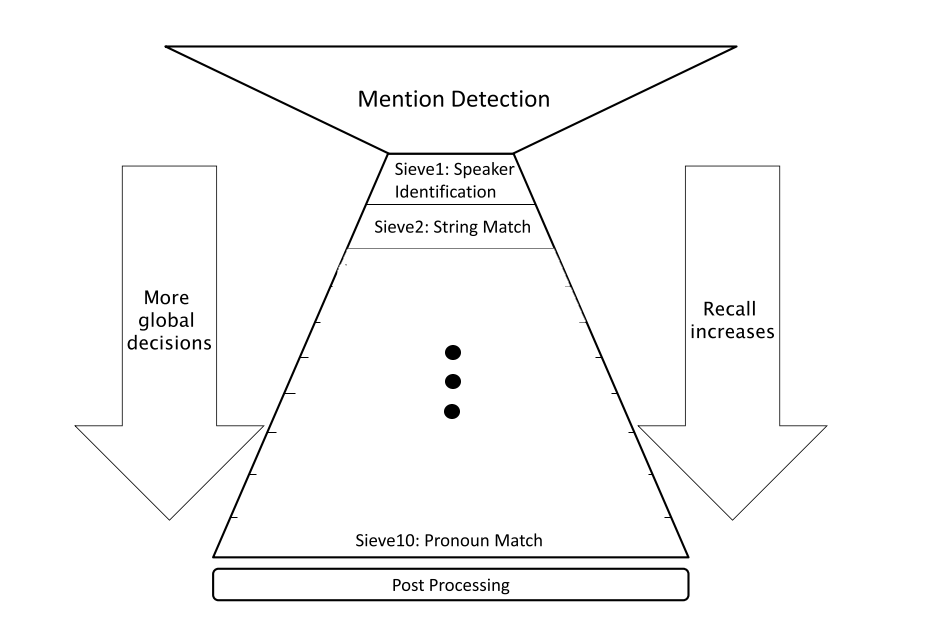 Mention Detection
Sieve1: Speaker
Identification
Sieve2: String Match
More
global
decisions
Recall
increases
Sieve10: Pronoun Match
Post Processing